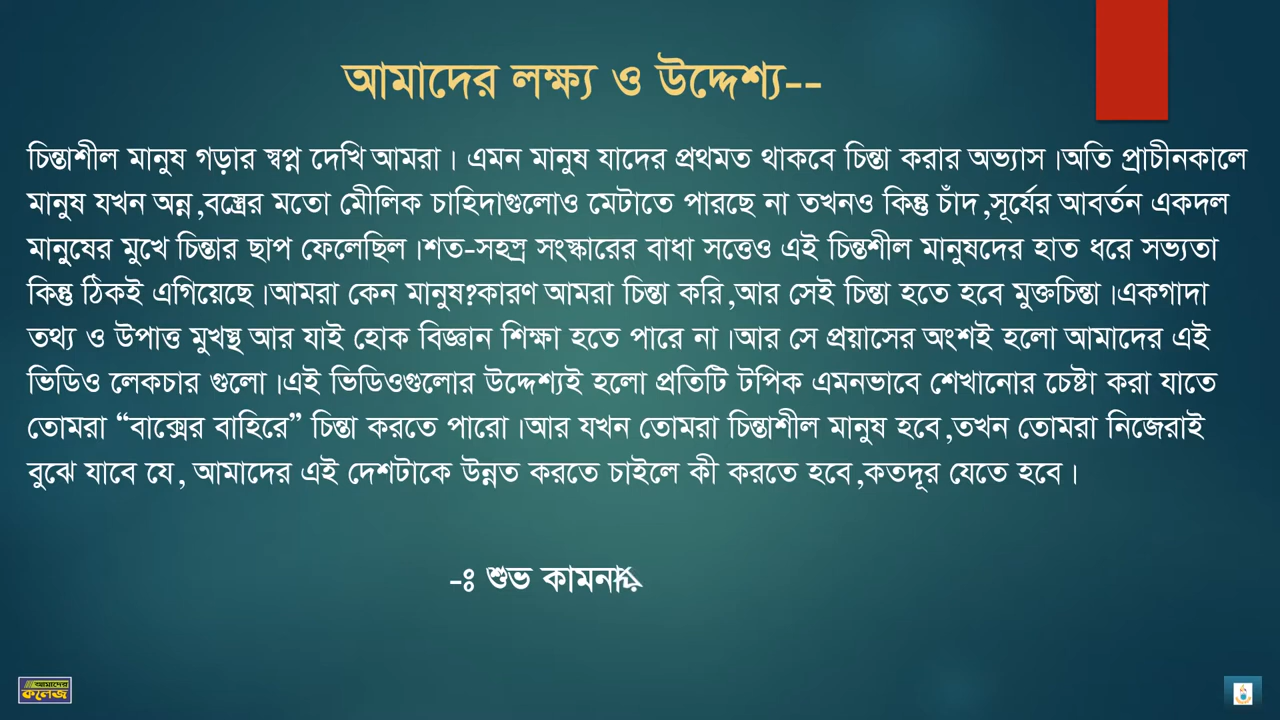 আমাদের লক্ষ্য ও উদ্দেশ্য--
চিন্তাশীল মানুষ গড়ার স্বপ্ন দেখি আমরা। এমন মানুষ যাদের প্রথমত থাকবে চিন্তা করার অভ্যাস।অতি প্রাচীনকালে
মানুষ যখন অন্ন,বস্ত্রের মতো মৌলিক চাহিদাগুলোও মেটাতে পারছে না তখনও কিন্তু চাঁদ,সূর্যের আবর্তন একদল
মানুষের মুখে চিন্তার ছাপ ফেলেছিল।শত-সহস্র সংস্কারের বাধা সত্তেও এই চিন্তশীল মানুষদের হাত ধরে সভ্যতা
কিন্তু ঠিকই এগিয়েছে।আমরা কেন মানুষ?কারণ আমরা চিন্তা করি,আর সেই চিন্তা হতে হবে মুক্তচিন্তা।একগাদা
তথ্য ও উপাত্ত মুখস্থ আর যাই হোক বিজ্ঞান শিক্ষা হতে পারে না।আর সে প্রয়াসের অংশই হলো আমাদের এই
ভিডিও লেকচার গুলো।এই ভিডিওগুলোর উদ্দেশ্যই হলো প্রতিটি টপিক এমনভাবে শেখানোর চেষ্টা করা যাতে
তোমরা “বাক্সের বাহিরে” চিন্তা করতে পারো।আর যখন তোমরা চিন্তাশীল মানুষ হবে,তখন তোমরা নিজেরাই
বুঝে যাবে যে, আমাদের এই দেশটাকে উন্নত করতে চাইলে কী করতে হবে,কতদূর যেতে হবে।
-ঃ শুভ
আমাদের
কলেজ